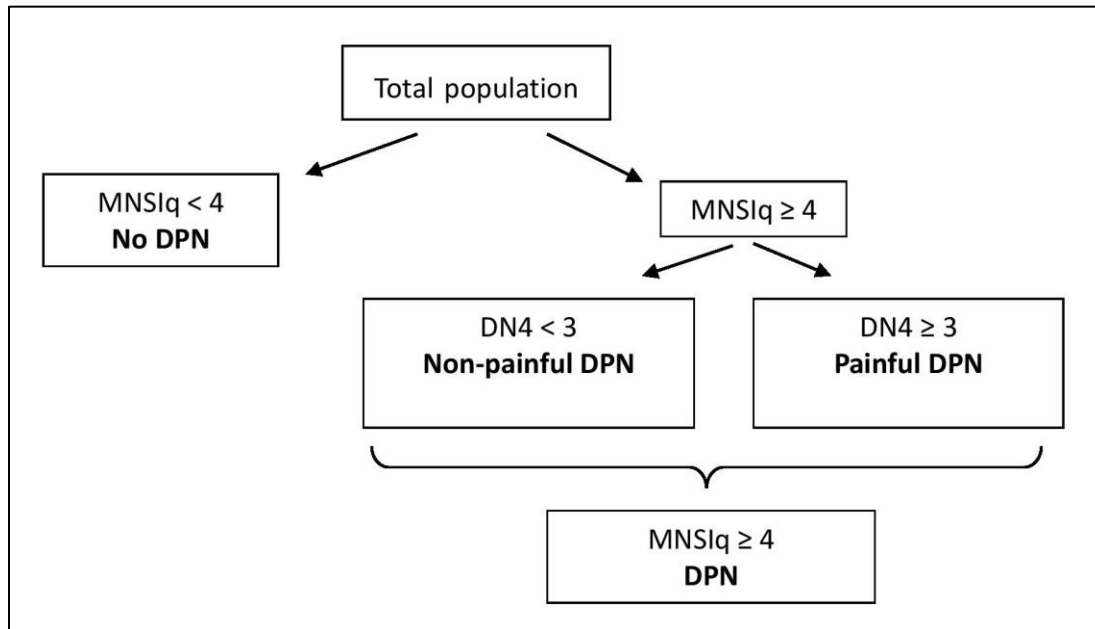 Total population
MNSIq < 4
No DPN
MNSIq ≥ 4
DN4 < 3
Non-painful DPN
DN4 ≥ 3
Painful DPN
MNSIq ≥ 4
DPN